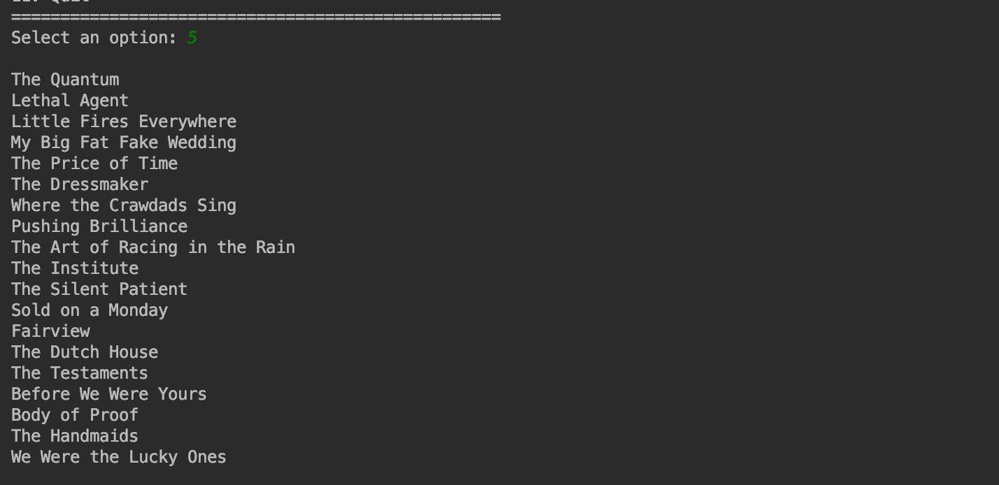 ==================================================
Select an option: 5
The Quantum
Lethal Agent
Little Fires Everywhere
My Big Fat Fake Wedding
The Price of Time
The Dressmaker
Where the Crawdads Sing
Pushing Brilliance
The Art of Racing in the Rain
The Institute
The Silent Patient
Sold on a Monday
Fairview
The Dutch House
The Testaments
Before We Were Yours
Body of Proof
The Handmaids
We Were the Lucky Ones